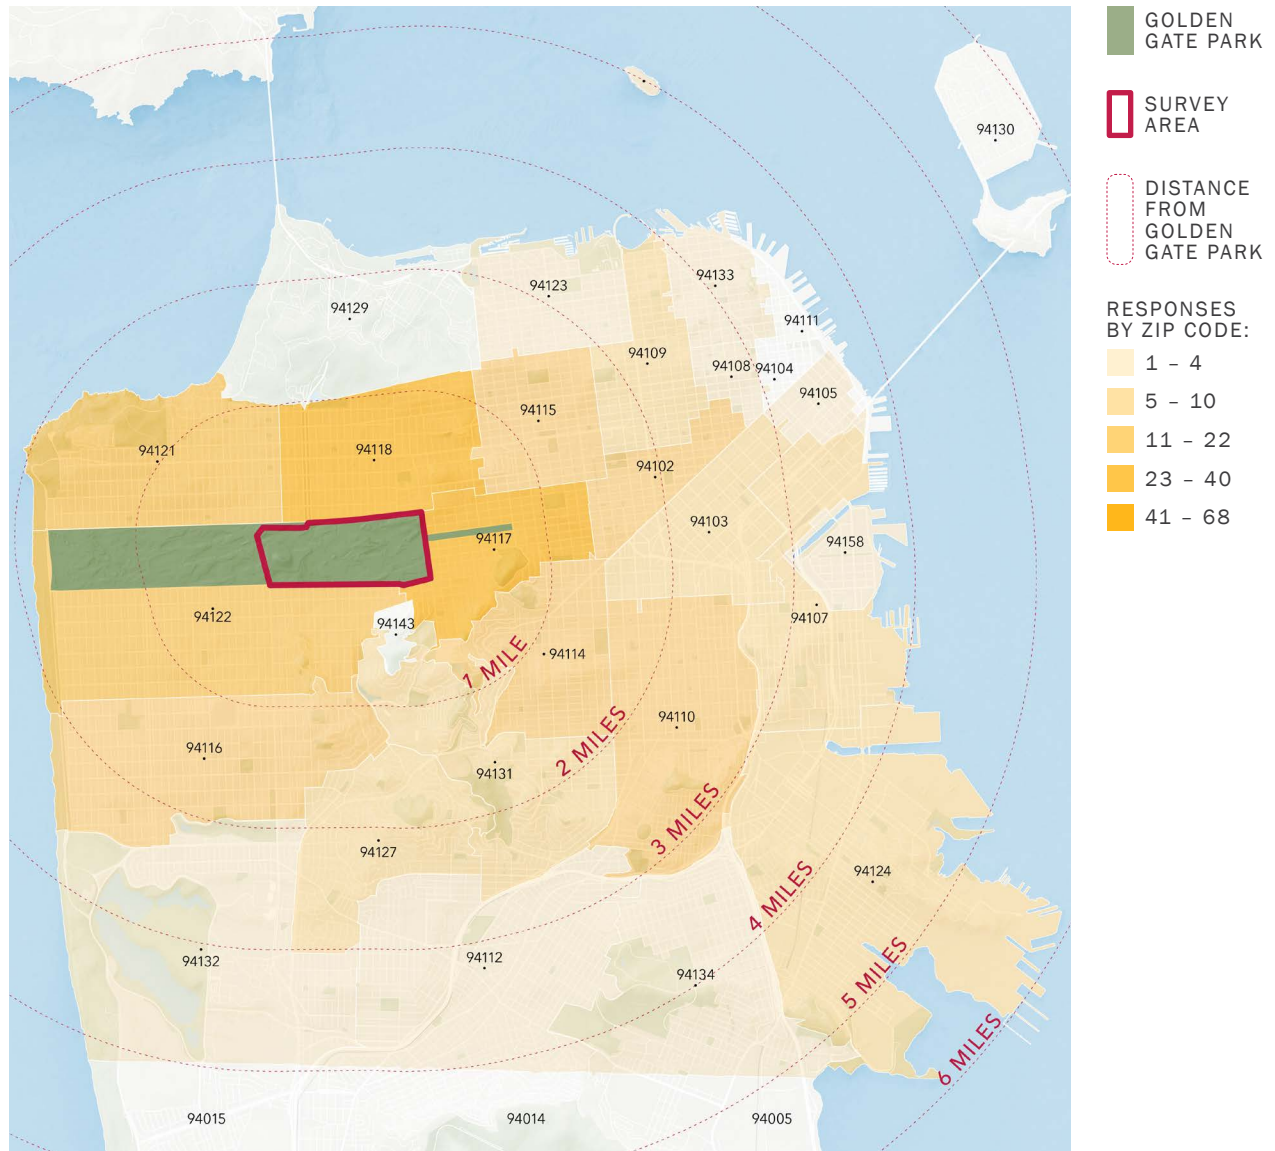 GOLDEN
GATE PARK
SURVEY
AREA
DISTANCE
FROM
GOLDEN
GATE PARK
RESPONSES
BY ZIP CODE:
1 – 4
5 – 10
11 – 22
23 – 40
41 – 68
94130
94133
94123
94129
94111
94109
94108
94104
94105
94115
94121
94118
94102
94103
94117
94158
94122
94107
94143
94114
1 MILE
94110
2 MILES
94116
94131
3 MILES
94127
94124
4 MILES
94132
94112
94134
5 MILES
6 MILES
94015
94014
94005